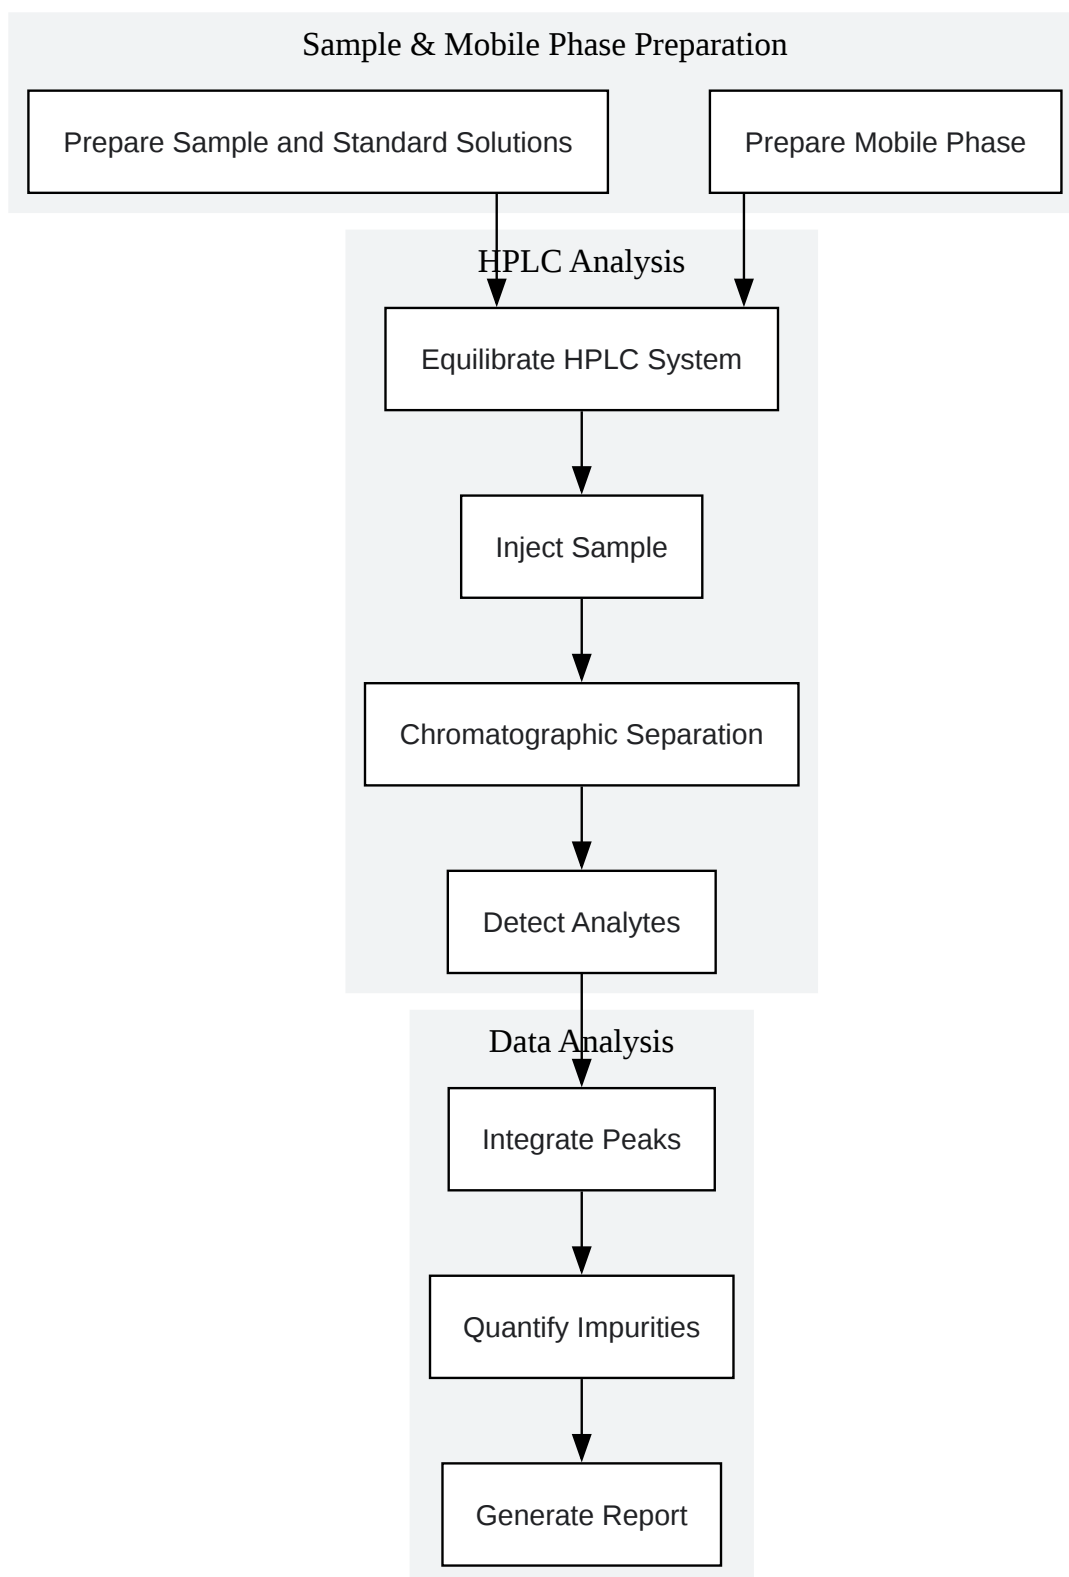 Sample & Mobile Phase Preparation
Prepare Sample and Standard Solutions
Prepare Mobile Phase
HPLC Analysis
Equilibrate HPLC System
Inject Sample
Chromatographic Separation
Detect Analytes
Data Analysis
Integrate Peaks
Quantify Impurities
Generate Report